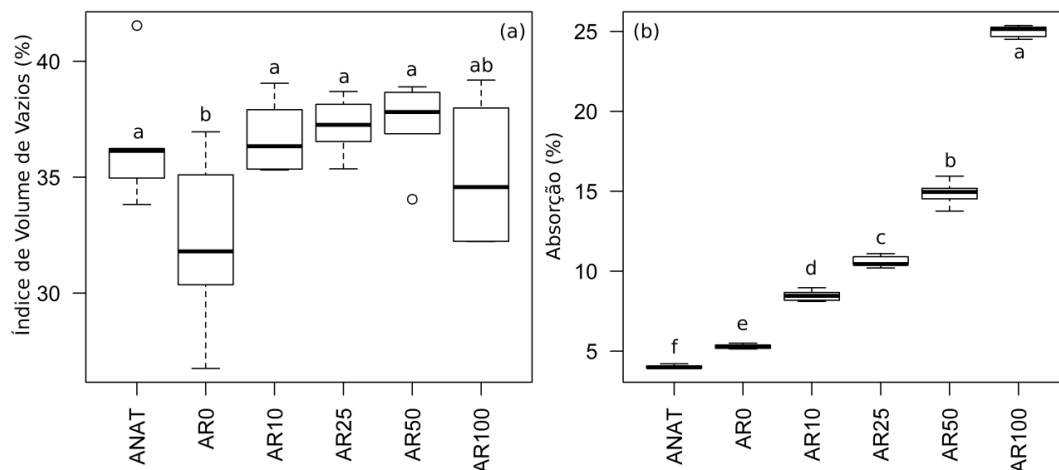 Índice de Volume de Vazios (%)
40
35
30
(a)
a
b
a
a
a
ab
ANAT
AR0
AR10
AR25
AR50
AR100
Absorção (%)
25
20
15
10
5
(b)
f
e
d
c
b
a
ANAT
AR0
AR10
AR25
AR50
AR100